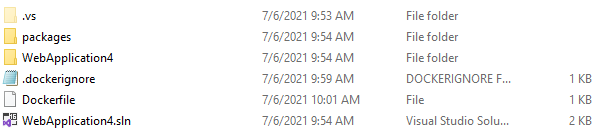 .vs 7/6/2021 9:53 AM File folder
packages 7/6/2021 9:54 AM File folder
WebApplication4 7/6/2021 9:54 AM File folder
.dockerignore 7/6/2021 9:59 AM DOCKERIGNORE F... 1 KB
Dockerfile 7/6/2021 10:01 AM File 1 KB
WebApplication4.sln 7/6/2021 9:54 AM Visual Studio Solu... 2 KB